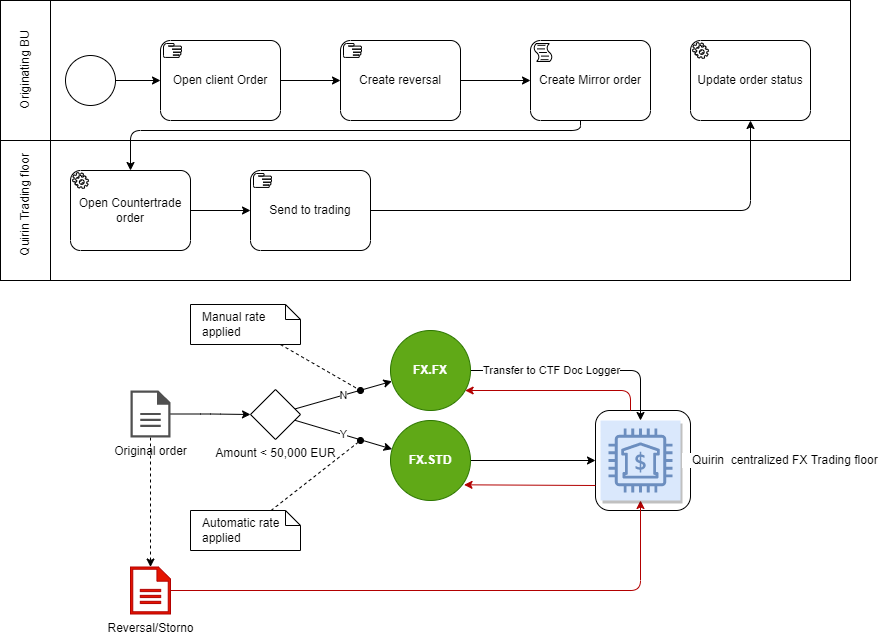 Originating BU
Open client Order
Create reversal
Create Mirror order
Update order status
Quirin Trading floor
Open Countertrade
order
Send to trading
Manual rate
applied
FX.FX
Transfer to CTF Doc Logger
N
Original order
Amount < 50,000 EUR
Y
FX.STD
$
Quirin  centralized FX Trading floor
Automatic rate
applied
Reversal/Storno